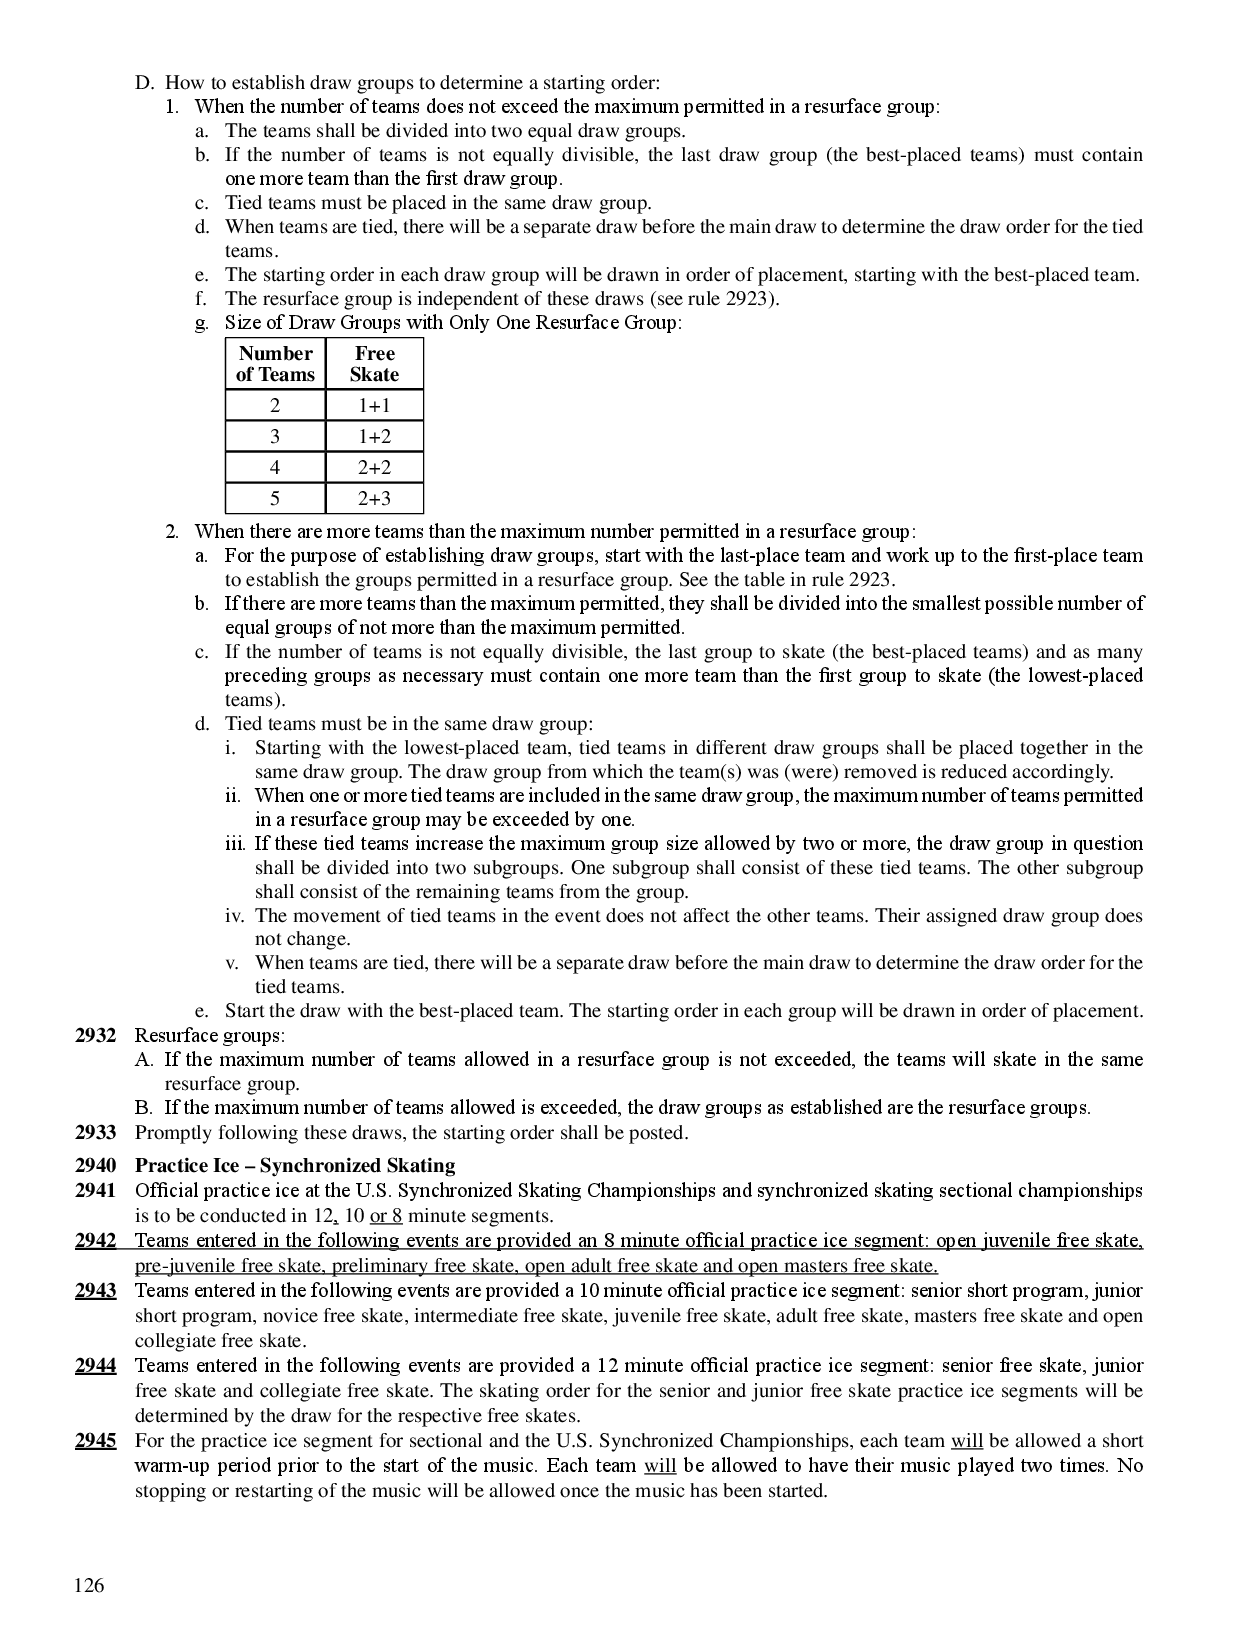 D. How to establish draw groups to determine a starting order:
1. When the number of teams does not exceed the maximum permitted in a resurface group:
a. The teams shall be divided into two equal draw groups.
b. If the number of teams is not equally divisible, the last draw group (the best-placed teams) must contain
one more team than the first draw group.
c. Tied teams must be placed in the same draw group.
d. When teams are tied, there will be a separate draw before the main draw to determine the draw order for the tied
teams.
e. The starting order in each draw group will be drawn in order of placement, starting with the best-placed team.
f. The resurface group is independent of these draws (see rule 2923).
g. Size of Draw Groups with Only One Resurface Group:
Number of Teams Free Skate
2 1+1
3 1+2
4 2+2
5 2+3
2. When there are more teams than the maximum number permitted in a resurface group:
a. For the purpose of establishing draw groups, start with the last-place team and work up to the first-place team
to establish the groups permitted in a resurface group. See the table in rule 2923.
b. If there are more teams than the maximum permitted, they shall be divided into the smallest possible number of
equal groups of not more than the maximum permitted.
c. If the number of teams is not equally divisible, the last group to skate (the best-placed teams) and as many
preceding groups as necessary must contain one more team than the first group to skate (the lowest-placed
teams).
d. Tied teams must be in the same draw group:
i. Starting with the lowest-placed team, tied teams in different draw groups shall be placed together in the
same draw group. The draw group from which the team(s) was (were) removed is reduced accordingly.
ii. When one or more tied teams are included in the same draw group, the maximum number of teams permitted
in a resurface group may be exceeded by one.
iii. If these tied teams increase the maximum group size allowed by two or more, the draw group in question
shall be divided into two subgroups. One subgroup shall consist of these tied teams. The other subgroup
shall consist of the remaining teams from the group.
iv. The movement of tied teams in the event does not affect the other teams. Their assigned draw group does
not change.
v. When teams are tied, there will be a separate draw before the main draw to determine the draw order for the
tied teams.
e. Start the draw with the best-placed team. The starting order in each group will be drawn in order of placement.
2932 Resurface groups:
A. If the maximum number of teams allowed in a resurface group is not exceeded, the teams will skate in the same
resurface group.
B. If the maximum number of teams allowed is exceeded, the draw groups as established are the resurface groups.
2933 Promptly following these draws, the starting order shall be posted.
2940 Practice Ice – Synchronized Skating
2941 Official practice ice at the U.S. Synchronized Skating Championships and synchronized skating sectional championships
is to be conducted in 12, 10 or 8 minute segments.
2942 Teams entered in the following events are provided an 8 minute official practice ice segment: open juvenile free skate,
pre-juvenile free skate, preliminary free skate, open adult free skate and open masters free skate.
2943 Teams entered in the following events are provided a 10 minute official practice ice segment: senior short program, junior
short program, novice free skate, intermediate free skate, juvenile free skate, adult free skate, masters free skate and open
collegiate free skate.
2944 Teams entered in the following events are provided a 12 minute official practice ice segment: senior free skate, junior
free skate and collegiate free skate. The skating order for the senior and junior free skate practice ice segments will be
determined by the draw for the respective free skates.
2945 For the practice ice segment for sectional and the U.S. Synchronized Championships, each team will be allowed a short
warm-up period prior to the start of the music. Each team will be allowed to have their music played two times. No
stopping or restarting of the music will be allowed once the music has been started.
126